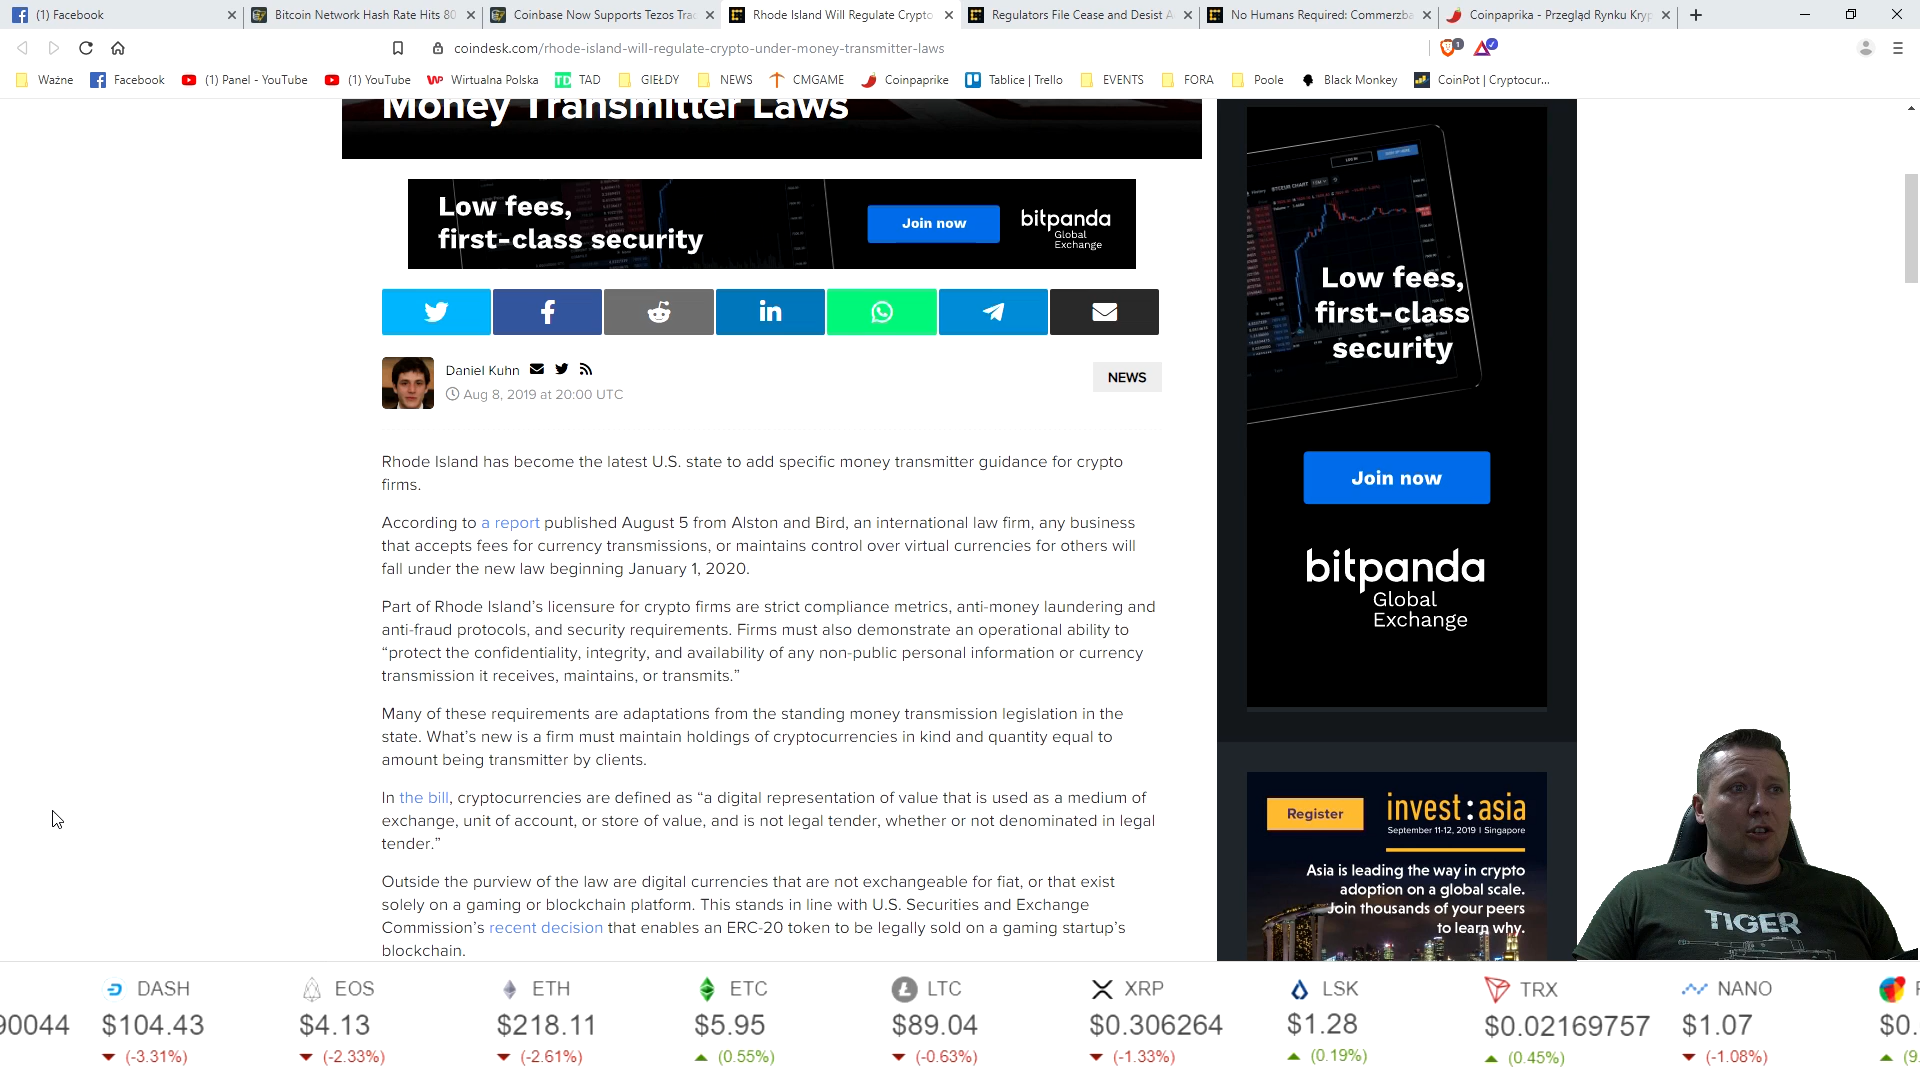 (1) Facebook
Bitcoin Network Hash Rate Hits 80
Coinbase Now Supports Tezos Tra
Rhode Island Will Regulate Crypto
Regulators File Cease and Desist A
No Humans Required: Commerzba
Coinpaprika - Przegląd Rynku Kryp
coindesk.com/rhode-island-will-regulate-crypto-under-money-transmitter-laws
Ważne
Facebook
(1) Panel - YouTube
(1) YouTube
Wirtualna Polska
TAD
GIEŁDY
NEWS
CMGAME
Coinpaprike
Tablice | Trello
EVENTS
FORA
Poole
Black Monkey
CoinPot | Cryptocur...
Money Transmitter Laws
Low fees,
first-class security
Join now
bitpanda
Global
Exchange
Daniel Kuhn
Aug 8, 2019 at 20:00 UTC
NEWS
Rhode Island has become the latest U.S. state to add specific money transmitter guidance for crypto
firms.
According to a report published August 5 from Alston and Bird, an international law firm, any business
that accepts fees for currency transmissions, or maintains control over virtual currencies for others will
fall under the new law beginning January 1, 2020.
Part of Rhode Island's licensure for crypto firms are strict compliance metrics, anti-money laundering and
anti-fraud protocols, and security requirements. Firms must also demonstrate an operational ability to
“protect the confidentiality, integrity, and availability of any non-public personal information or currency
transmission it receives, maintains, or transmits.”
Many of these requirements are adaptations from the standing money transmission legislation in the
state. What's new is a firm must maintain holdings of cryptocurrencies in kind and quantity equal to
amount being transmitter by clients.
In the bill, cryptocurrencies are defined as “a digital representation of value that is used as a medium of
exchange, unit of account, or store of value, and is not legal tender, whether or not denominated in legal
tender.”
Outside the purview of the law are digital currencies that are not exchangeable for fiat, or that exist
solely on a gaming or blockchain platform. This stands in line with U.S. Securities and Exchange
Commission's recent decision that enables an ERC-20 token to be legally sold on a gaming startup's
blockchain.
Low fees,
first-class
security
Join now
bitpanda
Global
Exchange
Register
invest:asia
September 11-12, 2019 | Singapore
Asia is leading the way in crypto
adoption on a global scale.
Join thousands of your peers
to learn why.
TIGER
90044
DASH
$104.43
(-3.31%)
EOS
$4.13
(-2.33%)
ETH
$218.11
(-2.61%)
ETC
$5.95
(0.55%)
LTC
$89.04
(-0.63%)
XRP
$0.306264
(-1.33%)
LSK
$1.28
(0.19%)
TRX
$0.02169757
(0.45%)
NANO
$1.07
(-1.08%)
$0.
(9.